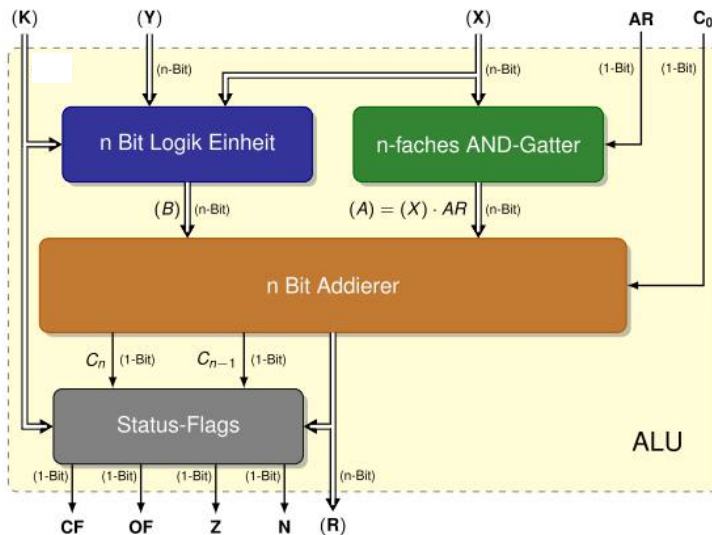 (K) (Y) (X) AR C₀
(n-Bit) (n-Bit) (1-Bit) (1-Bit)
n Bit Logik Einheit n-faches AND-Gatter
(B) (n-Bit) (A) = (X) · AR (n-Bit)
n Bit Addierer
Cₙ (1-Bit) Cₙ₋₁ (1-Bit)
Status-Flags
ALU
(1-Bit) (1-Bit) (1-Bit) (1-Bit) (n-Bit)
CF OF Z N (R)